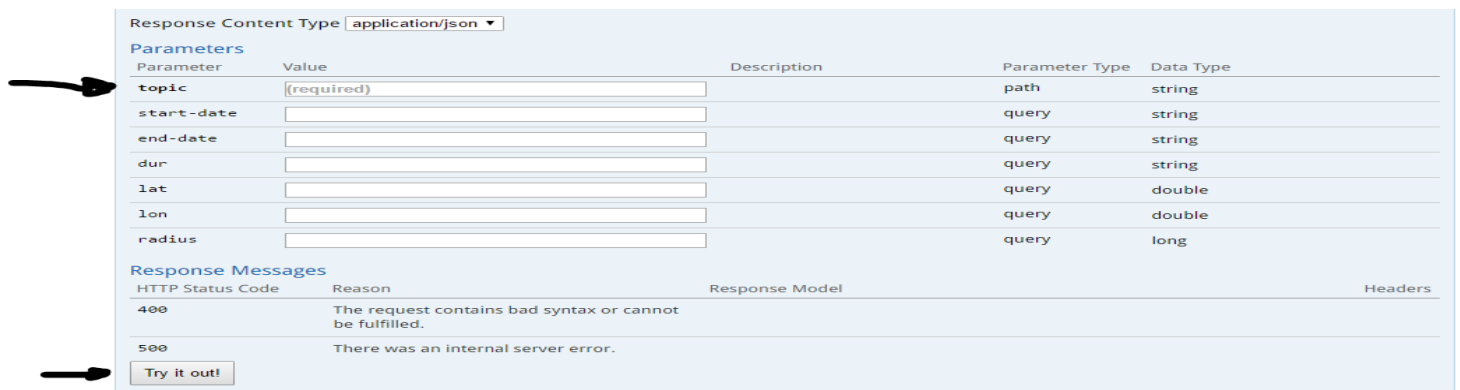 Response Content Type application/json ▼
Parameters
Parameter Value Description Parameter Type Data Type
topic (required) path string
start-date query string
end-date query string
dur query string
lat query double
lon query double
radius query long
Response Messages
HTTP Status Code Reason Response Model Headers
400 The request contains bad syntax or cannot
be fulfilled.
500 There was an internal server error.
Try it out!